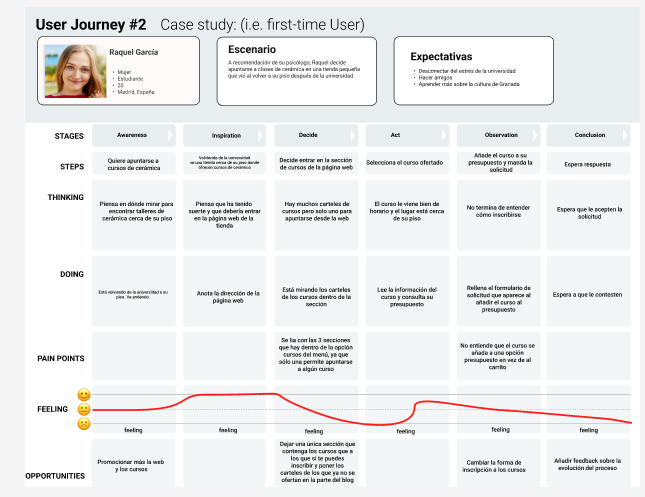 User Journey #2 Case study: (i.e. first-time User)
Raquel García
• Mujer
• Estudiante
• 20
• Madrid, España
Escenario
A recomendación de su psicólogo, Raquel decide
apuntarse a clases de cerámica en una tienda pequeña
que vió al volver a su piso después de la universidad.
Expectativas
• Desconectar del estrés de la universidad
• Hacer amigos
• Aprender más sobre la cultura de Granada
STAGES
Awareness
Inspiration
Decide
Act
Observation
Conclusion
STEPS
Quiere apuntarse a
cursos de cerámica
Volviendo de la universidad
ve una tienda cerca de su piso donde
ofrecen cursos de cerámica
Decide entrar en la sección
de cursos de la página web
Selecciona el curso ofertado
Añade el curso a su
presupuesto y manda la
solicitud
Espera respuesta
THINKING
Piensa en dónde mirar para
encontrar talleres de
cerámica cerca de su piso
Piensa que ha tenido
suerte y que debería entrar
en la página web de la
tienda
Hay muchos carteles de
cursos pero solo uno para
apuntarse desde la web
El curso le viene bien de
horario y el lugar está cerca
de su piso
No termina de entender
cómo inscribirse
Espera que le acepten la
solicitud
DOING
Está volviendo de la universidad a su
piso. Va andando.
Anota la dirección de la
página web
Está mirando los carteles
de los cursos dentro de la
sección
Lee la información del
curso y consulta su
presupuesto
Rellena el formulario de
solicitud que aparece al
añadir el curso al
presupuesto
Espera a que le contesten
PAIN POINTS
Se lía con las 3 secciones
que hay dentro de la opción
cursos del menú, ya que
sólo una permite apuntarse
a algún curso
No entiende que el curso se
añada a una opción
presupuesto en vez de al
carrito
FEELING
feeling
feeling
feeling
feeling
feeling
feeling
OPPORTUNITIES
Promocionar más la web
y los cursos
Dejar una única sección que
contenga los cursos que a
los que sí te puedes
inscribir y poner los
carteles de los que ya no se
ofertan en la parte del blog
Cambiar la forma de
inscripción a los cursos
Añadir feedback sobre la
evolución del proceso